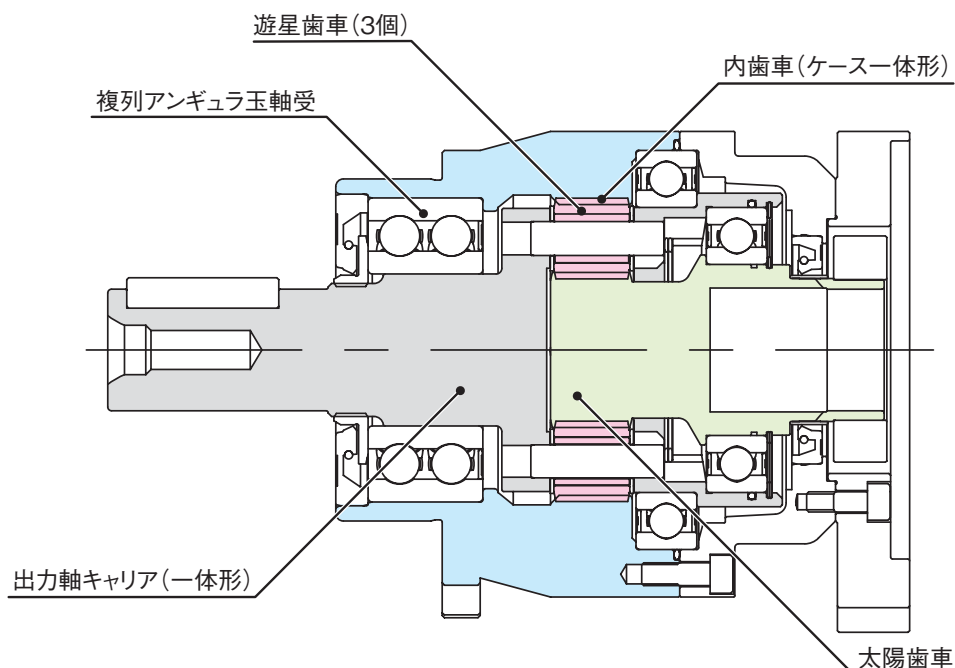 遊星歯車（3個）
内歯車（ケース一体形）
複列アンギュラ玉軸受
出力軸キャリア（一体形）
太陽歯車